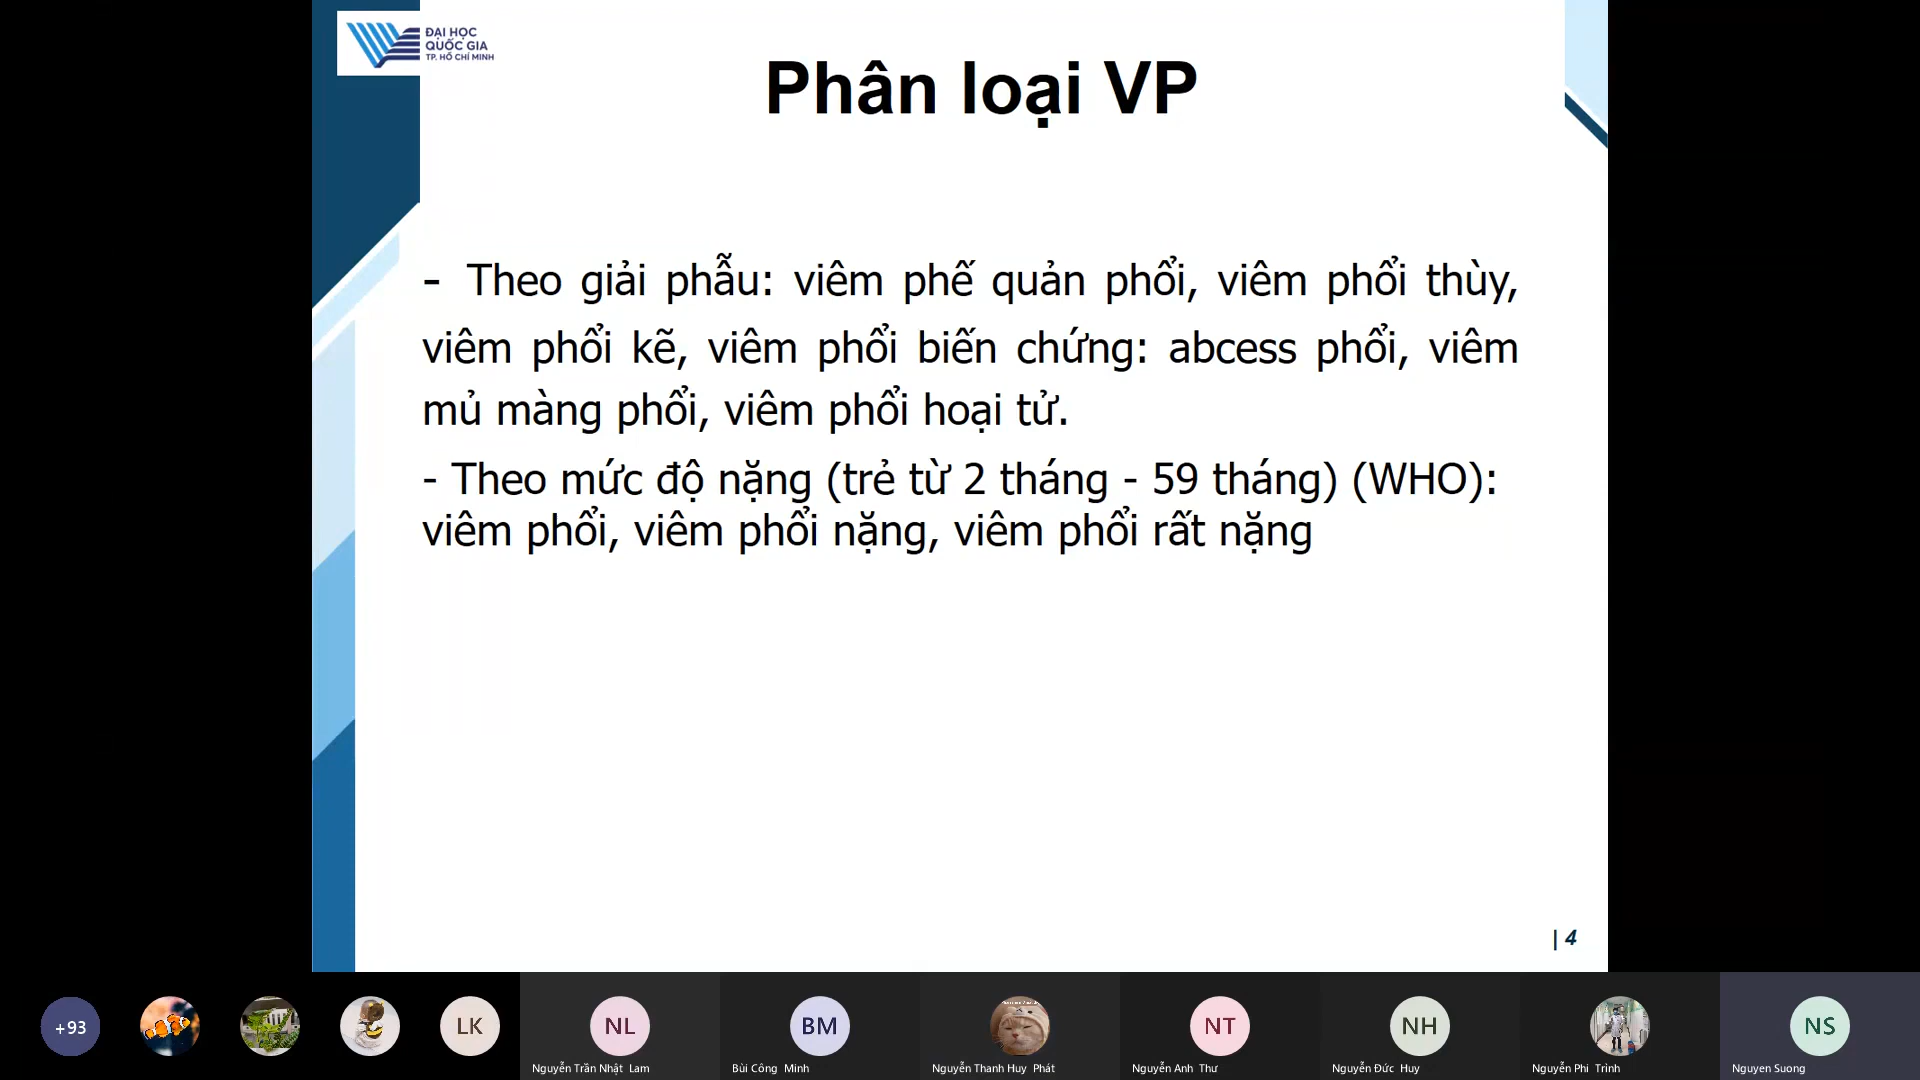 ĐẠI HỌC
QUỐC GIA
TP. HỒ CHÍ MINH
Phân loại VP
- Theo giải phẫu: viêm phế quản phổi, viêm phổi thùy,
viêm phổi kẽ, viêm phổi biến chứng: abcess phổi, viêm
mủ màng phổi, viêm phổi hoại tử.
- Theo mức độ nặng (trẻ từ 2 tháng - 59 tháng) (WHO):
viêm phổi, viêm phổi nặng, viêm phổi rất nặng
| 4
+93
LK
NL
BM
NT
NH
NS
Nguyễn Trần Nhật Lam
Bùi Công Minh
Nguyễn Thanh Huy Phát
Nguyễn Anh Thư
Nguyễn Đức Huy
Nguyễn Phi Trình
Nguyen Suong